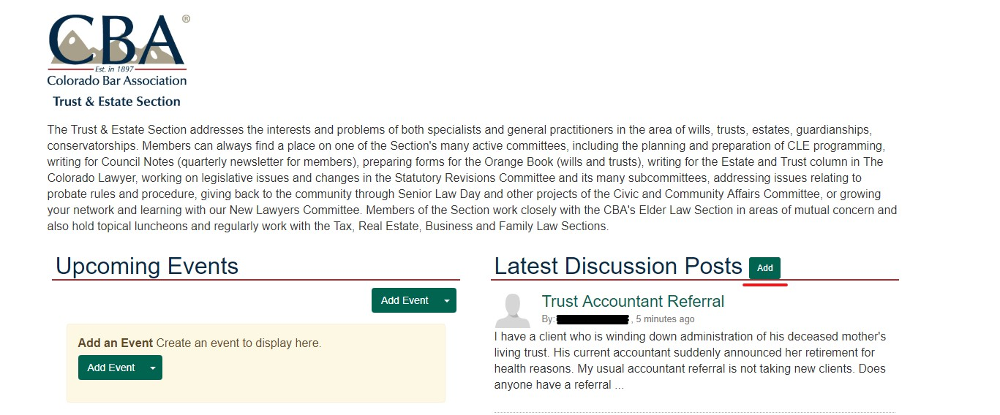 CBA®
Est. in 1897
Colorado Bar Association
Trust & Estate Section
The Trust & Estate Section addresses the interests and problems of both specialists and general practitioners in the area of wills, trusts, estates, guardianships,
conservatorships. Members can always find a place on one of the Section's many active committees, including the planning and preparation of CLE programming,
writing for Council Notes (quarterly newsletter for members), preparing forms for the Orange Book (wills and trusts), writing for the Estate and Trust column in The
Colorado Lawyer, working on legislative issues and changes in the Statutory Revisions Committee and its many subcommittees, addressing issues relating to
probate rules and procedure, giving back to the community through Senior Law Day and other projects of the Civic and Community Affairs Committee, or growing
your network and learning with our New Lawyers Committee. Members of the Section work closely with the CBA's Elder Law Section in areas of mutual concern and
also hold topical luncheons and regularly work with the Tax, Real Estate, Business and Family Law Sections.
Upcoming Events
Add Event
Add an Event Create an event to display here.
Add Event
Latest Discussion Posts Add
Trust Accountant Referral
By: , 5 minutes ago
I have a client who is winding down administration of his deceased mother's
living trust. His current accountant suddenly announced her retirement for
health reasons. My usual accountant referral is not taking new clients. Does
anyone have a referral ...